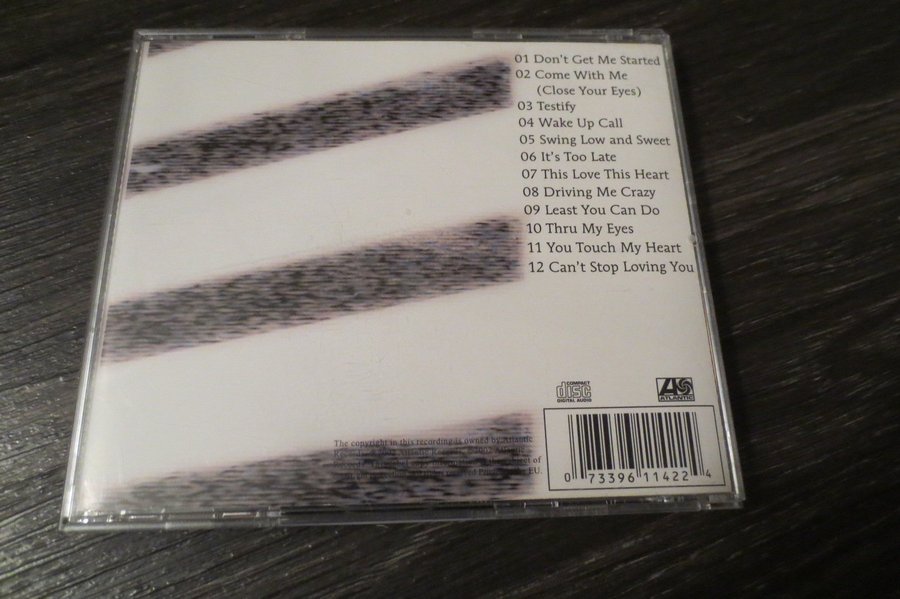 01 Don't Get Me Started
02 Come With Me
(Close Your Eyes)
03 Testify
04 Wake Up Call
05 Swing Low and Sweet
06 It's Too Late
07 This Love This Heart
08 Driving Me Crazy
09 Least You Can Do
10 Thru My Eyes
11 You Touch My Heart
12 Can't Stop Loving You
COMPACT
disc
DIGITAL AUDIO
ATLANTIC
The copyright in this recording is owned by Atlantic
EU.
0 73396 11422 4